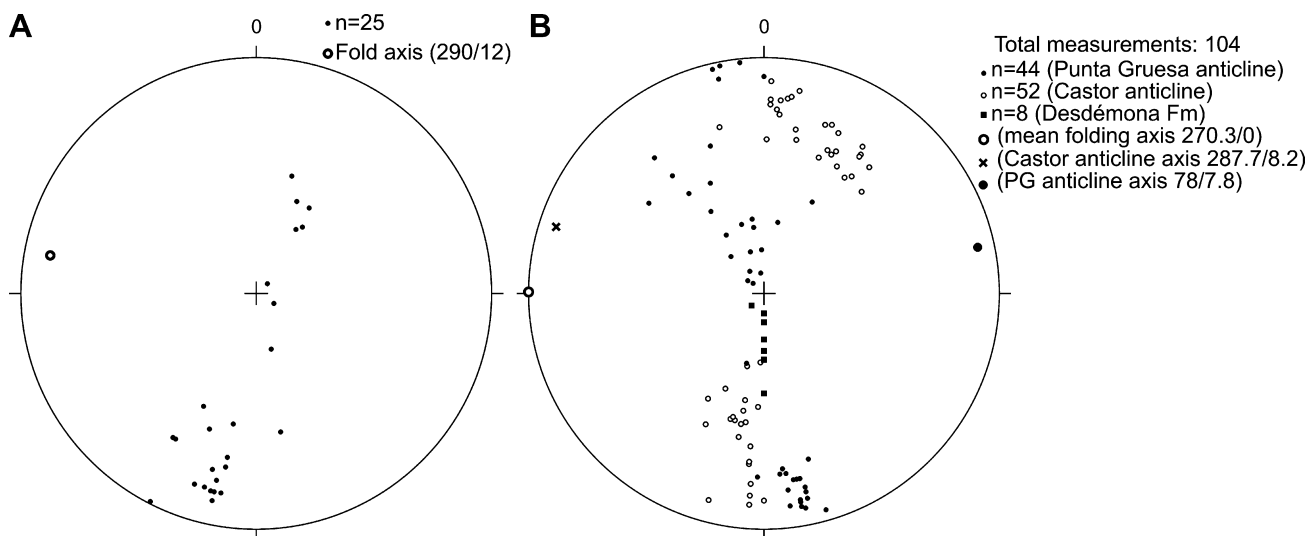 A
0
n=25
Fold axis (290/12)
B
0
Total measurements: 104
n=44 (Punta Gruesa anticline)
n=52 (Castor anticline)
n=8 (Desdémona Fm)
(mean folding axis 270.3/0)
(Castor anticline axis 287.7/8.2)
(PG anticline axis 78/7.8)